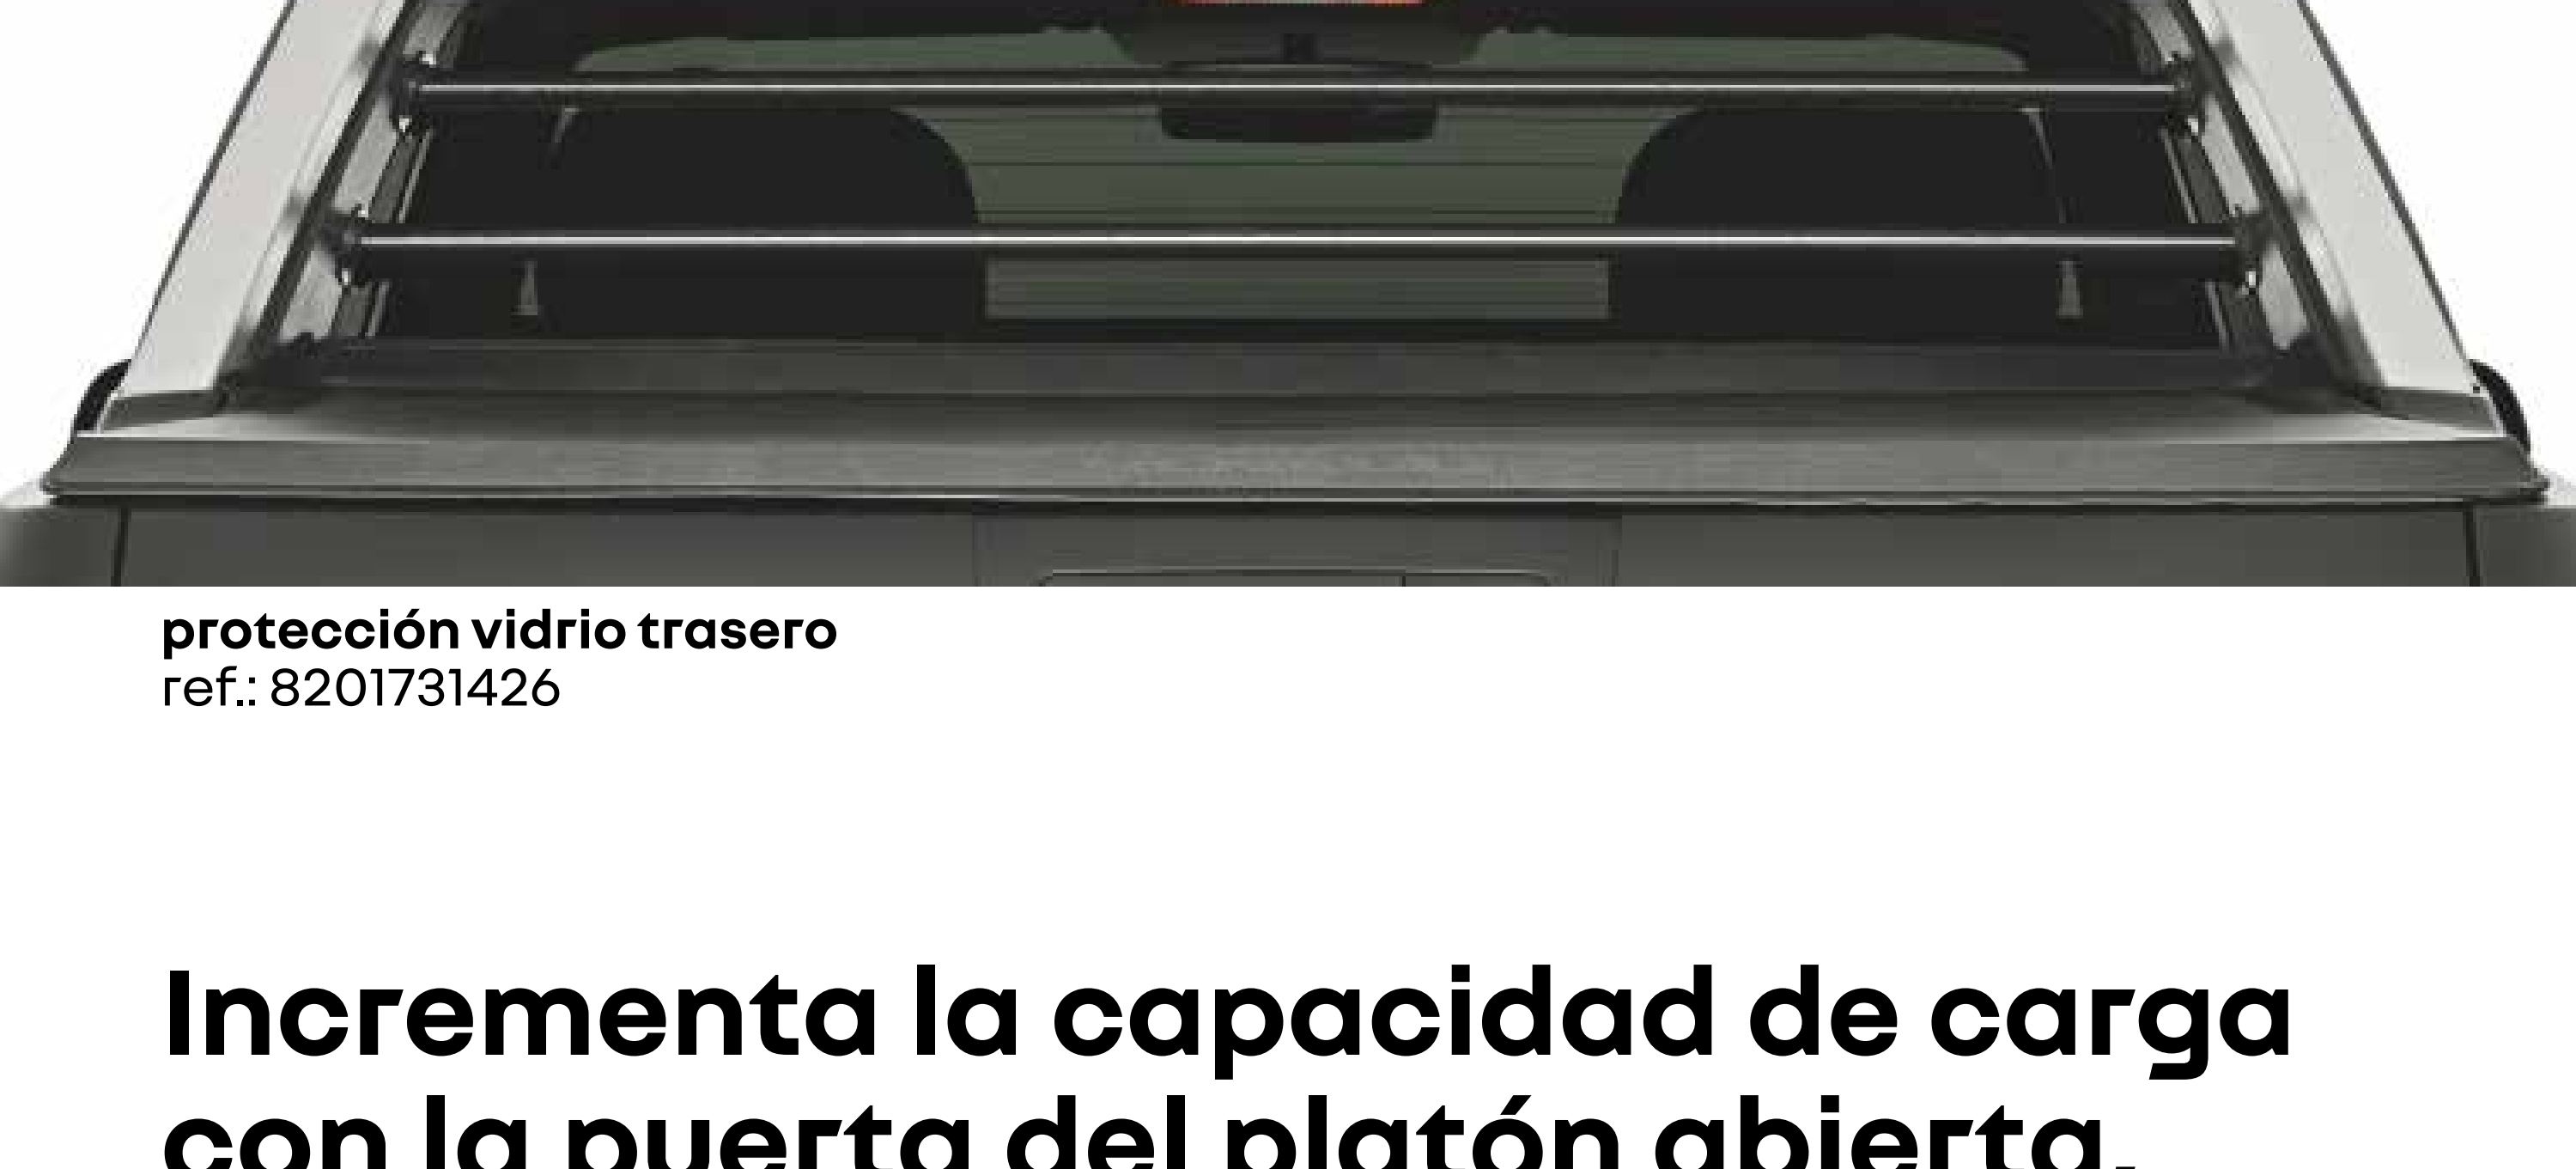 protección vidrio trasero
ref.: 8201731426
Incrementa la capacidad de carga
con la puerta del platón abierta.